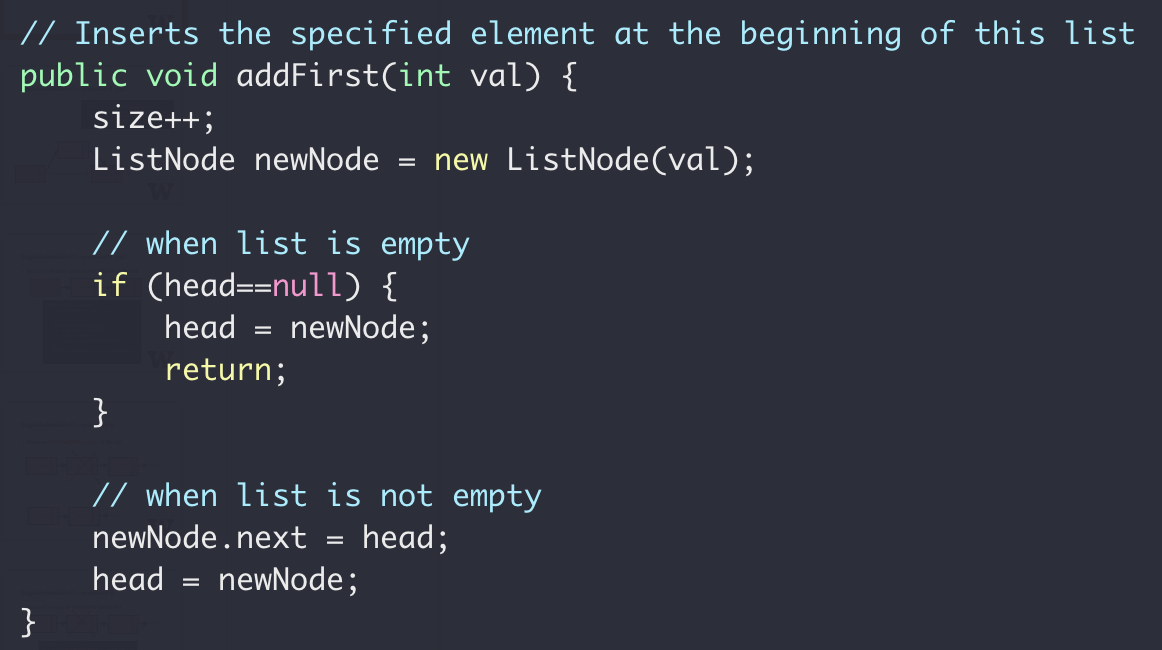 // Inserts the specified element at the beginning of this list
public void addFirst(int val) {
    size++;
    ListNode newNode = new ListNode(val);

    // when list is empty
    if (head==null) {
        head = newNode;
        return;
    }

    // when list is not empty
    newNode.next = head;
    head = newNode;
}